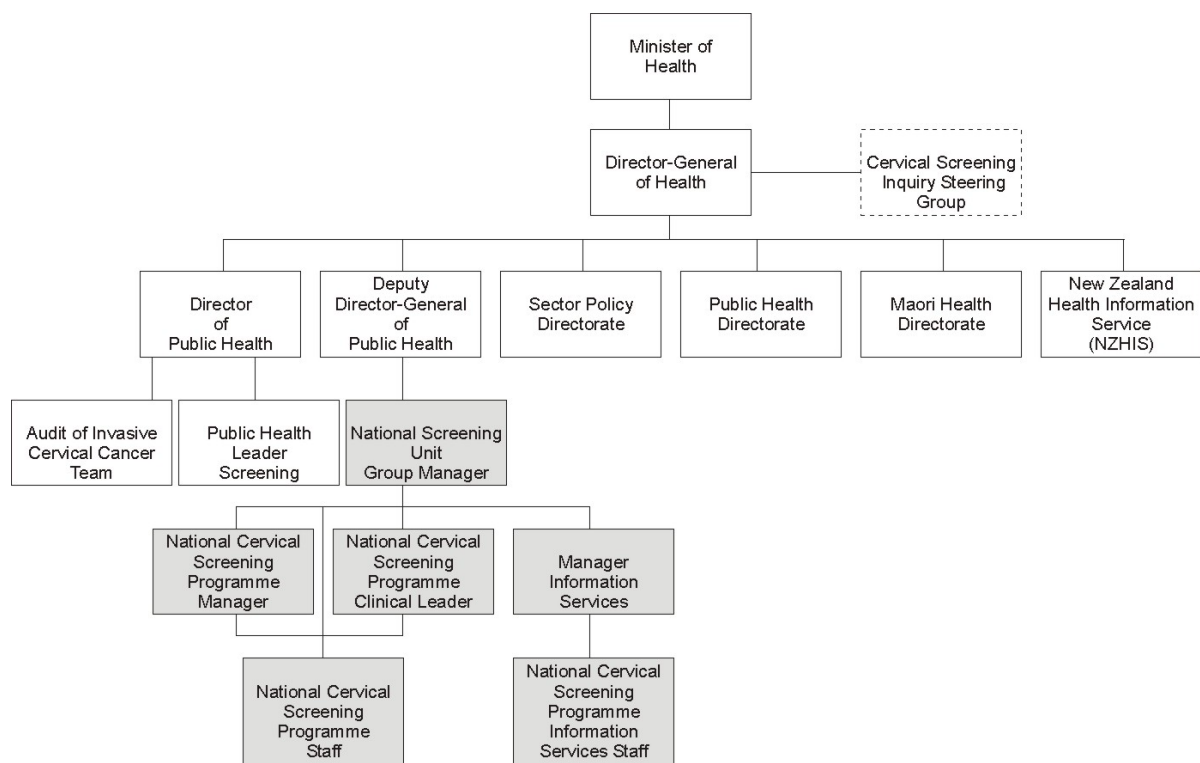 Minister of
Health
Director-General
of Health
Cervical Screening
Inquiry Steering
Group
Director
of
Public Health
Deputy
Director-General
of
Public Health
Sector Policy
Directorate
Public Health
Directorate
Maori Health
Directorate
New Zealand
Health Information
Service
(NZHIS)
Audit of Invasive
Cervical Cancer
Team
Public Health
Leader
Screening
National Screening
Unit
Group Manager
National Cervical
Screening
Programme
Manager
National Cervical
Screening
Programme
Clinical Leader
Manager
Information
Services
National Cervical
Screening
Programme
Staff
National Cervical
Screening
Programme
Information
Services Staff